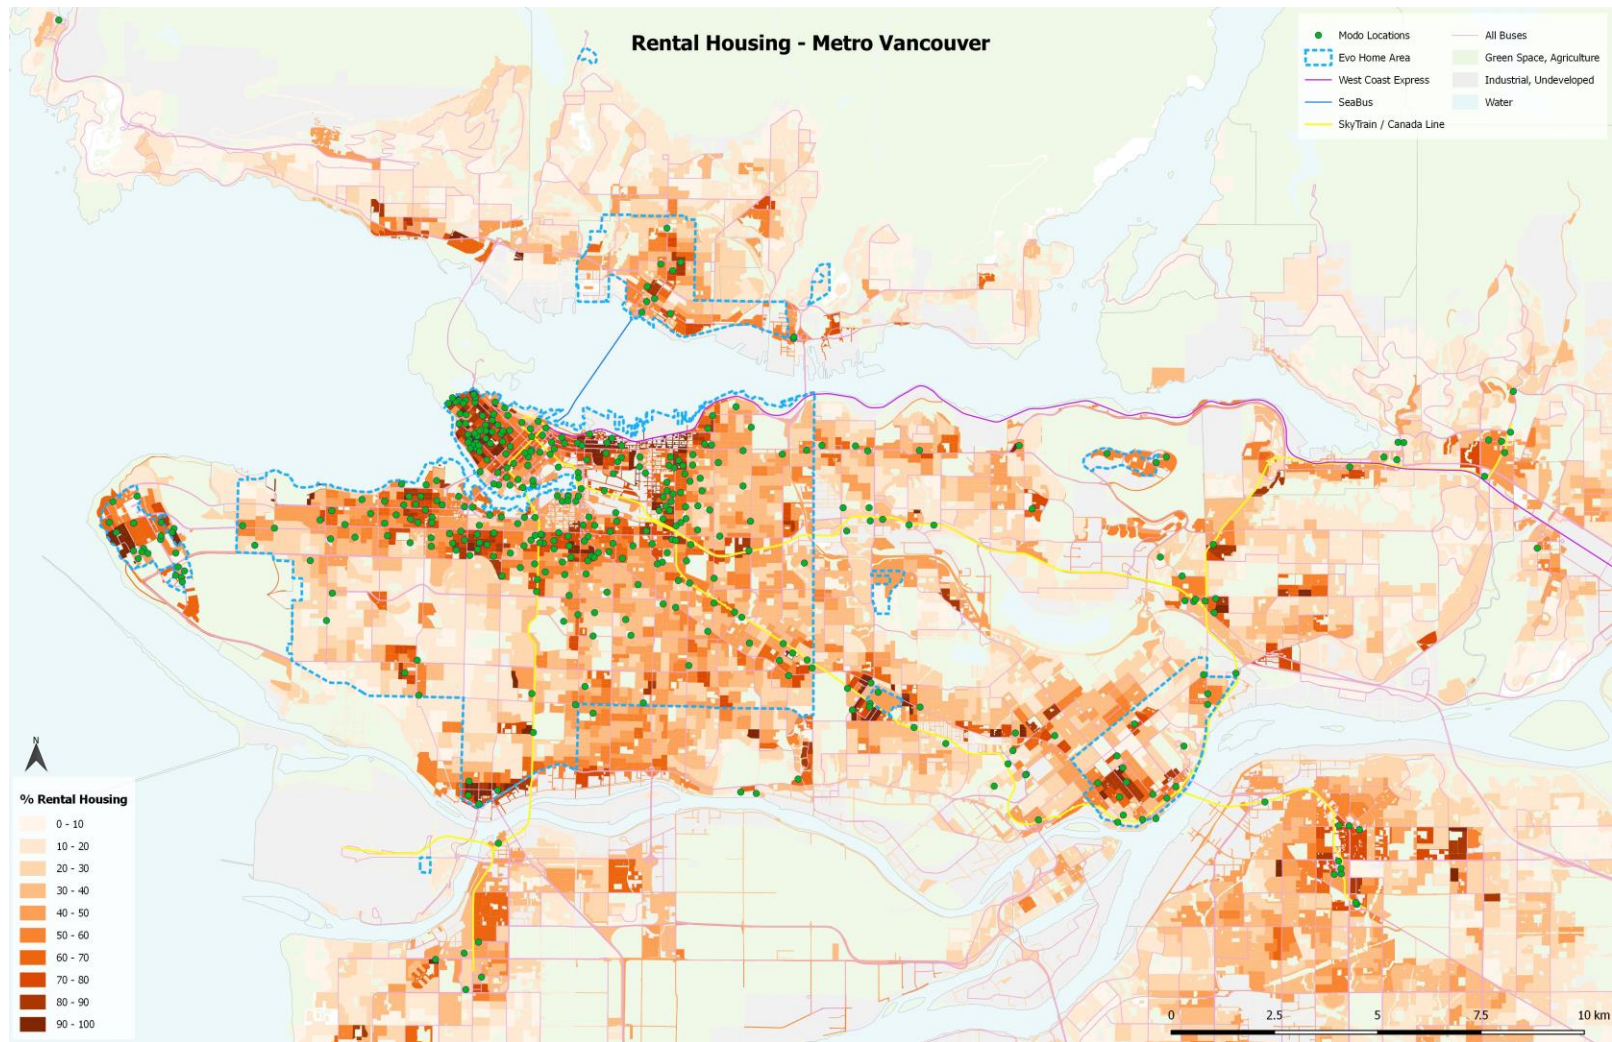 Rental Housing - Metro Vancouver
Modo Locations
Evo Home Area
West Coast Express
SeaBus
SkyTrain / Canada Line
All Buses
Green Space, Agriculture
Industrial, Undeveloped
Water
N
% Rental Housing
0 - 10
10 - 20
20 - 30
30 - 40
40 - 50
50 - 60
60 - 70
70 - 80
80 - 90
90 - 100
0 2.5 5 7.5 10 km